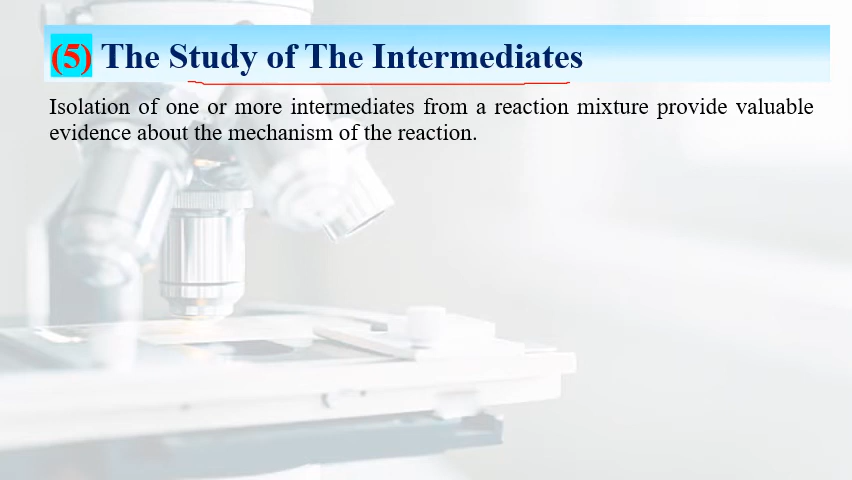 (5) The Study of The Intermediates
Isolation of one or more intermediates from a reaction mixture provide valuable
evidence about the mechanism of the reaction.